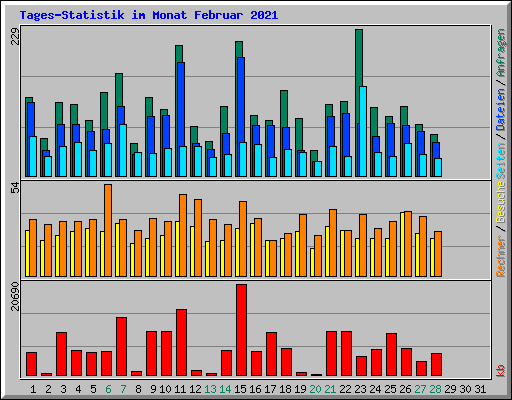 Tages-Statistik im Monat Februar 2021
229
54
20690
Rechner / Besuche Seiten / Dateien / Anfragen
kb
1 2 3 4 5 6 7 8 9 10 11 12 13 14 15 16 17 18 19 20 21 22 23 24 25 26 27 28 29 30 31